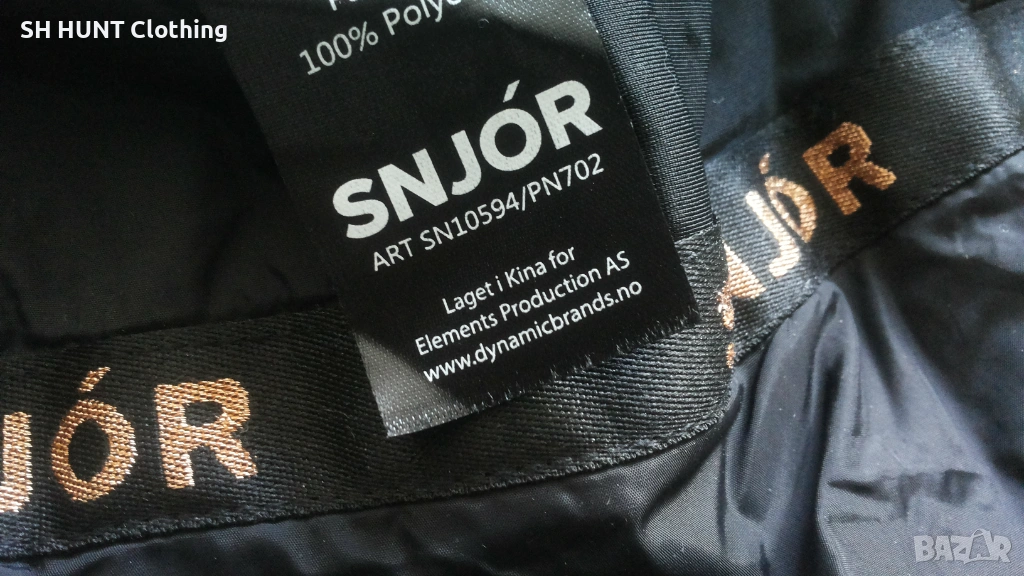 SH HUNT Clothing
100%
SNJÓR
ART SN10594/PN702
Laget i Kina for
Elements Production AS
www.dynamicbrands.no
JÓR
JÓR
BAZAR